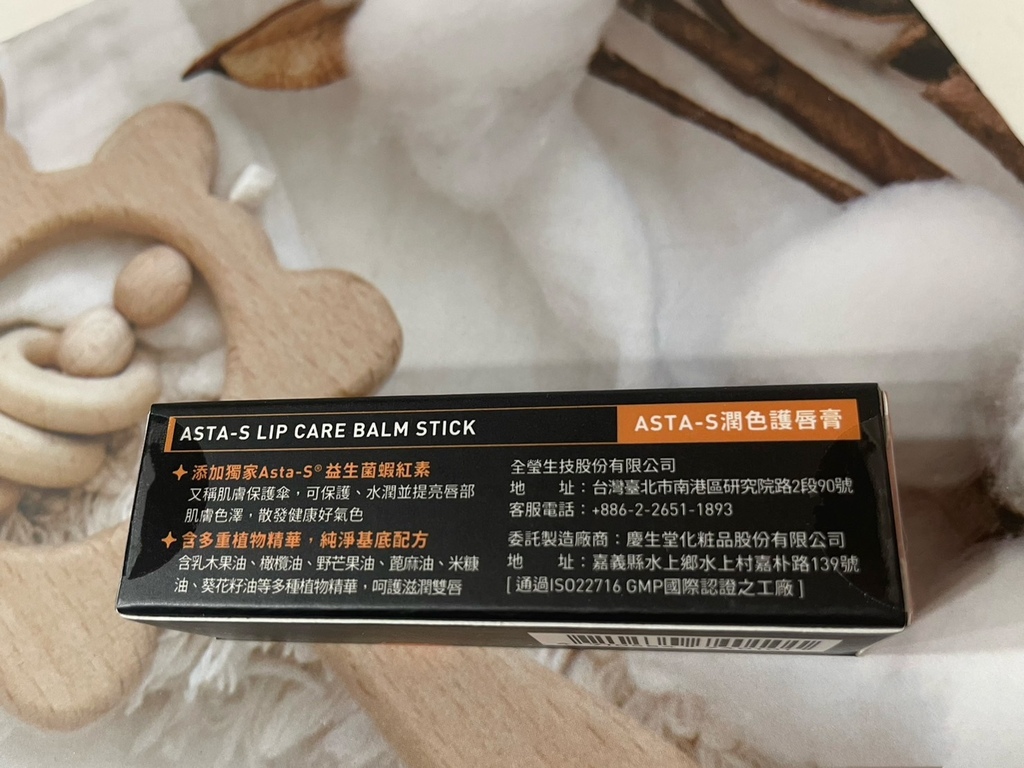 ASTA-S LIP CARE BALM STICK
ASTA-S潤色護唇膏
添加獨家Asta-S®益生菌蝦紅素
又稱肌膚保護傘，可保護、水潤並提亮唇部
肌膚色澤，散發健康好氣色
含多重植物精華，純淨基底配方
含乳木果油、橄欖油、野芒果油、蓖麻油、米糠
油、葵花籽油等多種植物精華，呵護滋潤雙唇
全瑩生技股份有限公司
地 址：台灣臺北市南港區研究院路2段90號
客服電話：+886-2-2651-1893
委託製造廠商：慶生堂化粧品股份有限公司
地 址：嘉義縣水上鄉水上村嘉朴路139號
[ 通過ISO22716 GMP國際認證之工廠 ]